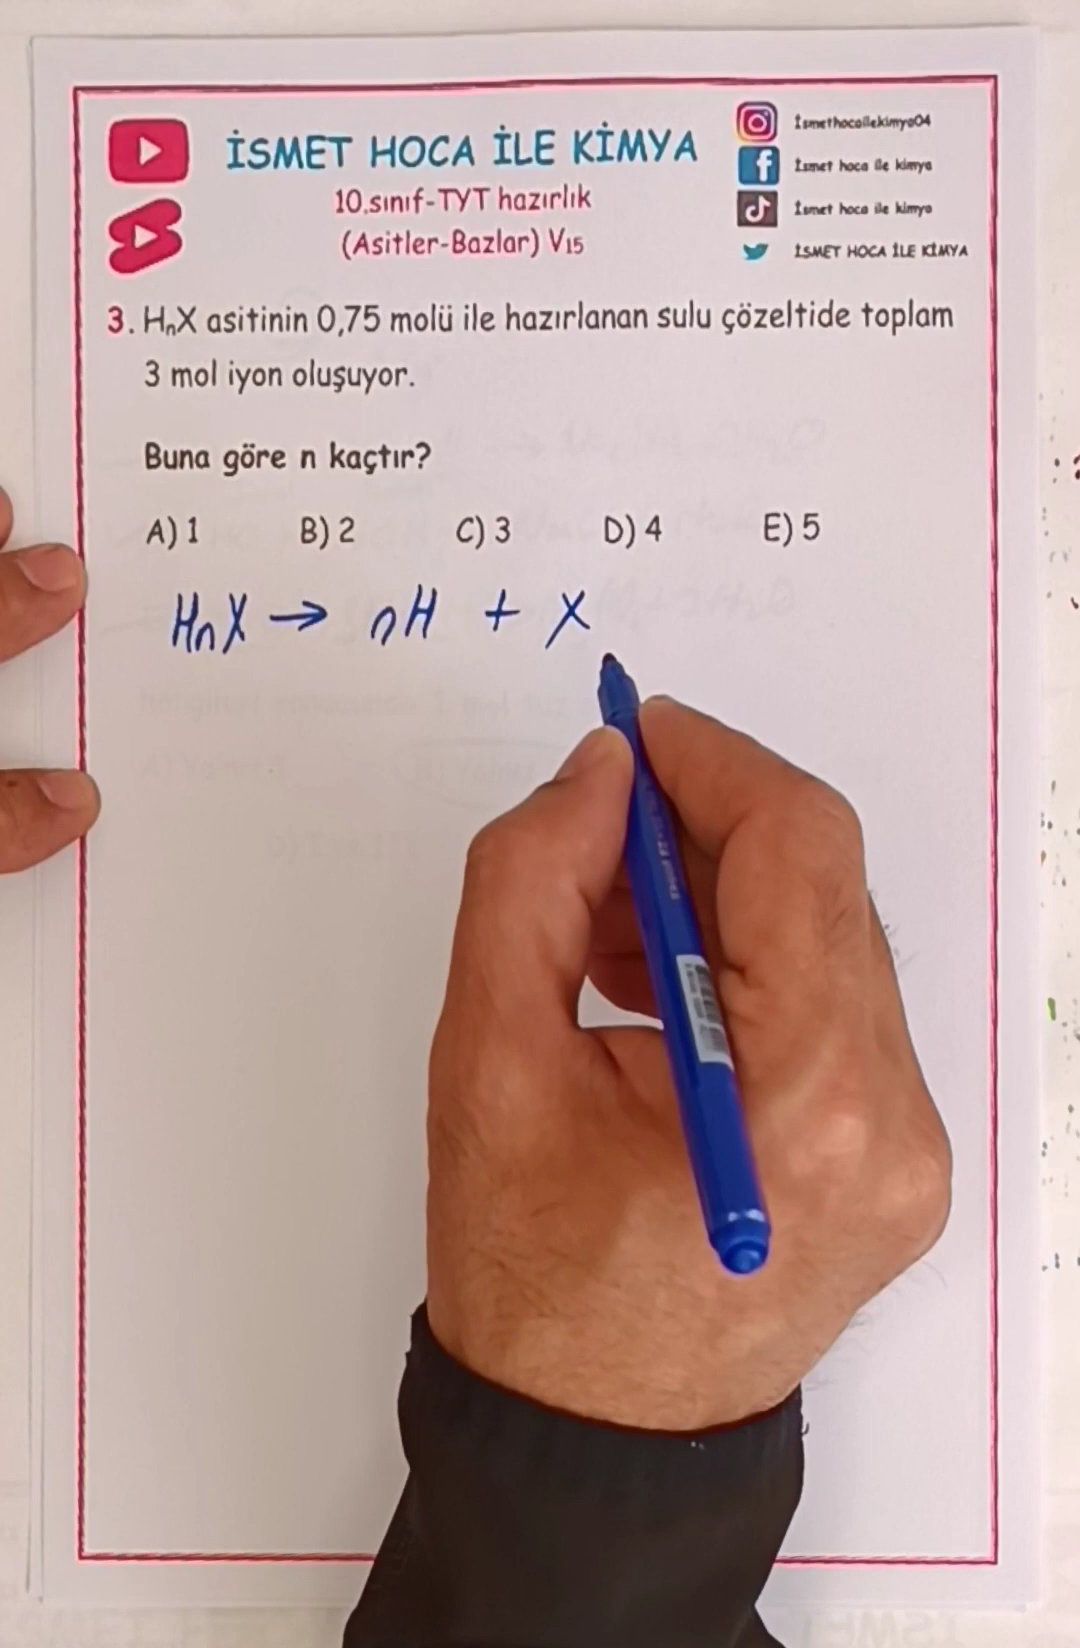 İSMET HOCA İLE KİMYA
10.sınıf-TYT hazırlık
(Asitler-Bazlar) V15
İsmethocailekimya04
İsmet hoca ile kimya
İsmet hoca ile kimya
İSMET HOCA İLE KİMYA
3. HnX asitinin 0,75 molü ile hazırlanan sulu çözeltide toplam
3 mol iyon oluşuyor.
Buna göre n kaçtır?
A) 1 B) 2 C) 3 D) 4 E) 5
HnX → nH + X